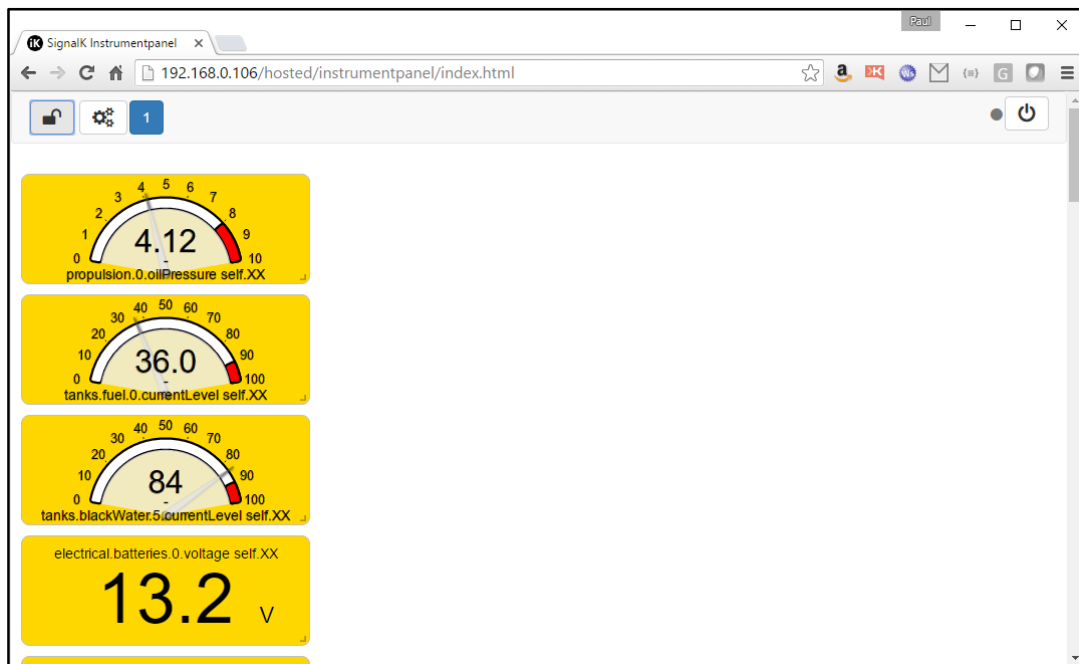 Paul
SignalK Instrumentpanel
192.168.0.106/hosted/instrumentpanel/index.html
1
0 1 2 3 4 5 6 7 8 9 10
4.12
-
propulsion.0.oilPressure self.XX
0 10 20 30 40 50 60 70 80 90 100
36.0
-
tanks.fuel.0.currentLevel self.XX
0 10 20 30 40 50 60 70 80 90 100
84
-
tanks.blackWater.5.currentLevel self.XX
electrical.batteries.0.voltage self.XX
13.2 V